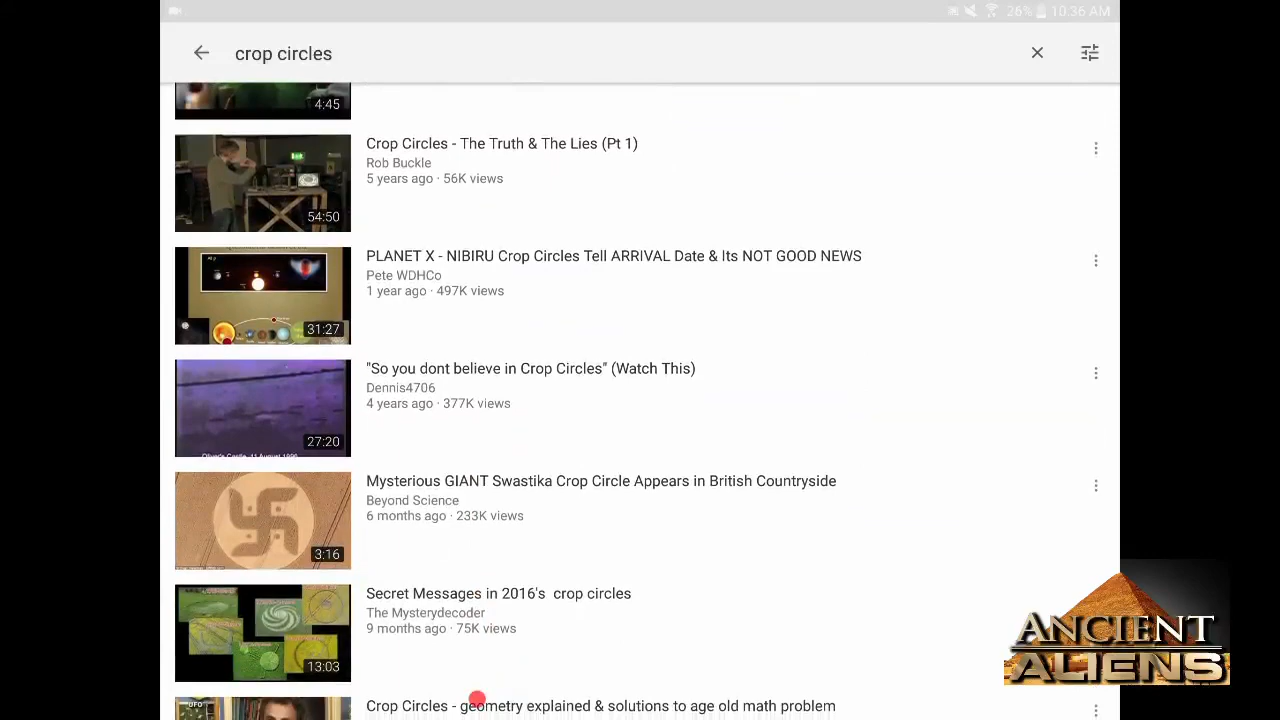 26% 10:36 AM
crop circles
4:45
Crop Circles - The Truth & The Lies (Pt 1)
Rob Buckle
5 years ago · 56K views
54:50
PLANET X - NIBIRU Crop Circles Tell ARRIVAL Date & Its NOT GOOD NEWS
Pete WDHCo
1 year ago · 497K views
31:27
"So you dont believe in Crop Circles" (Watch This)
Dennis4706
4 years ago · 377K views
27:20
Mysterious GIANT Swastika Crop Circle Appears in British Countryside
Beyond Science
6 months ago · 233K views
3:16
Secret Messages in 2016's crop circles
The Mysterydecoder
9 months ago · 75K views
13:03
ANCIENT
ALIENS
UFO
Crop Circles - geometry explained & solutions to age old math problem